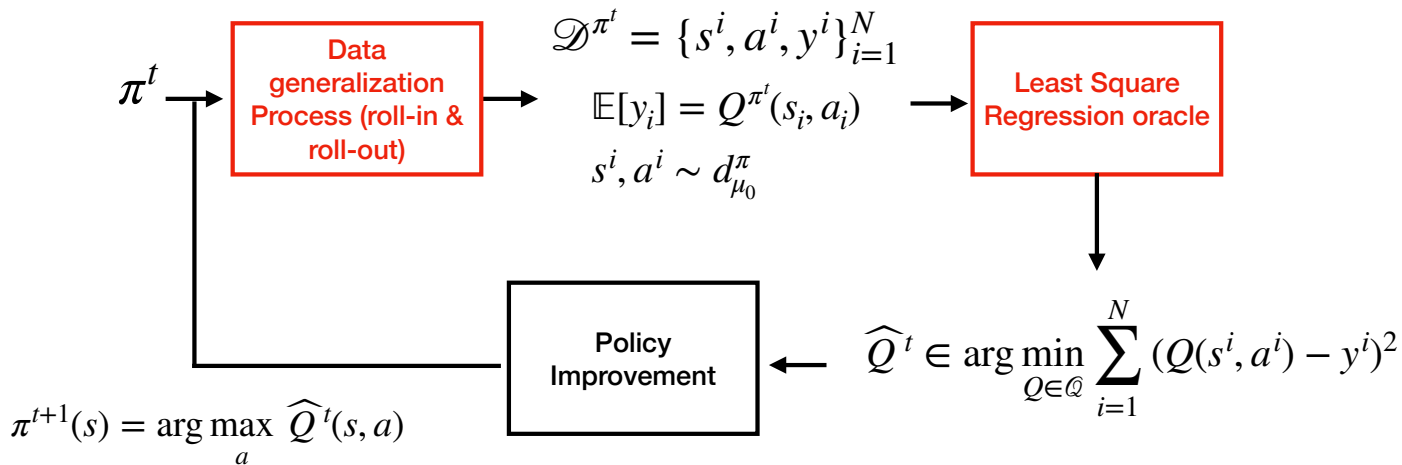 π^t
Data
generalization
Process (roll-in &
roll-out)
𝒟^{π^t} = {s^i, a^i, y^i}_{i=1}^N
𝔼[y_i] = Q^{π^t}(s_i, a_i)
s^i, a^i ∼ d_{μ_0}^π
Least Square
Regression oracle
Q̂^t ∈ arg min_{Q∈𝒬} ∑_{i=1}^N (Q(s^i, a^i) − y^i)^2
Policy
Improvement
π^{t+1}(s) = arg max_a Q̂^t(s, a)